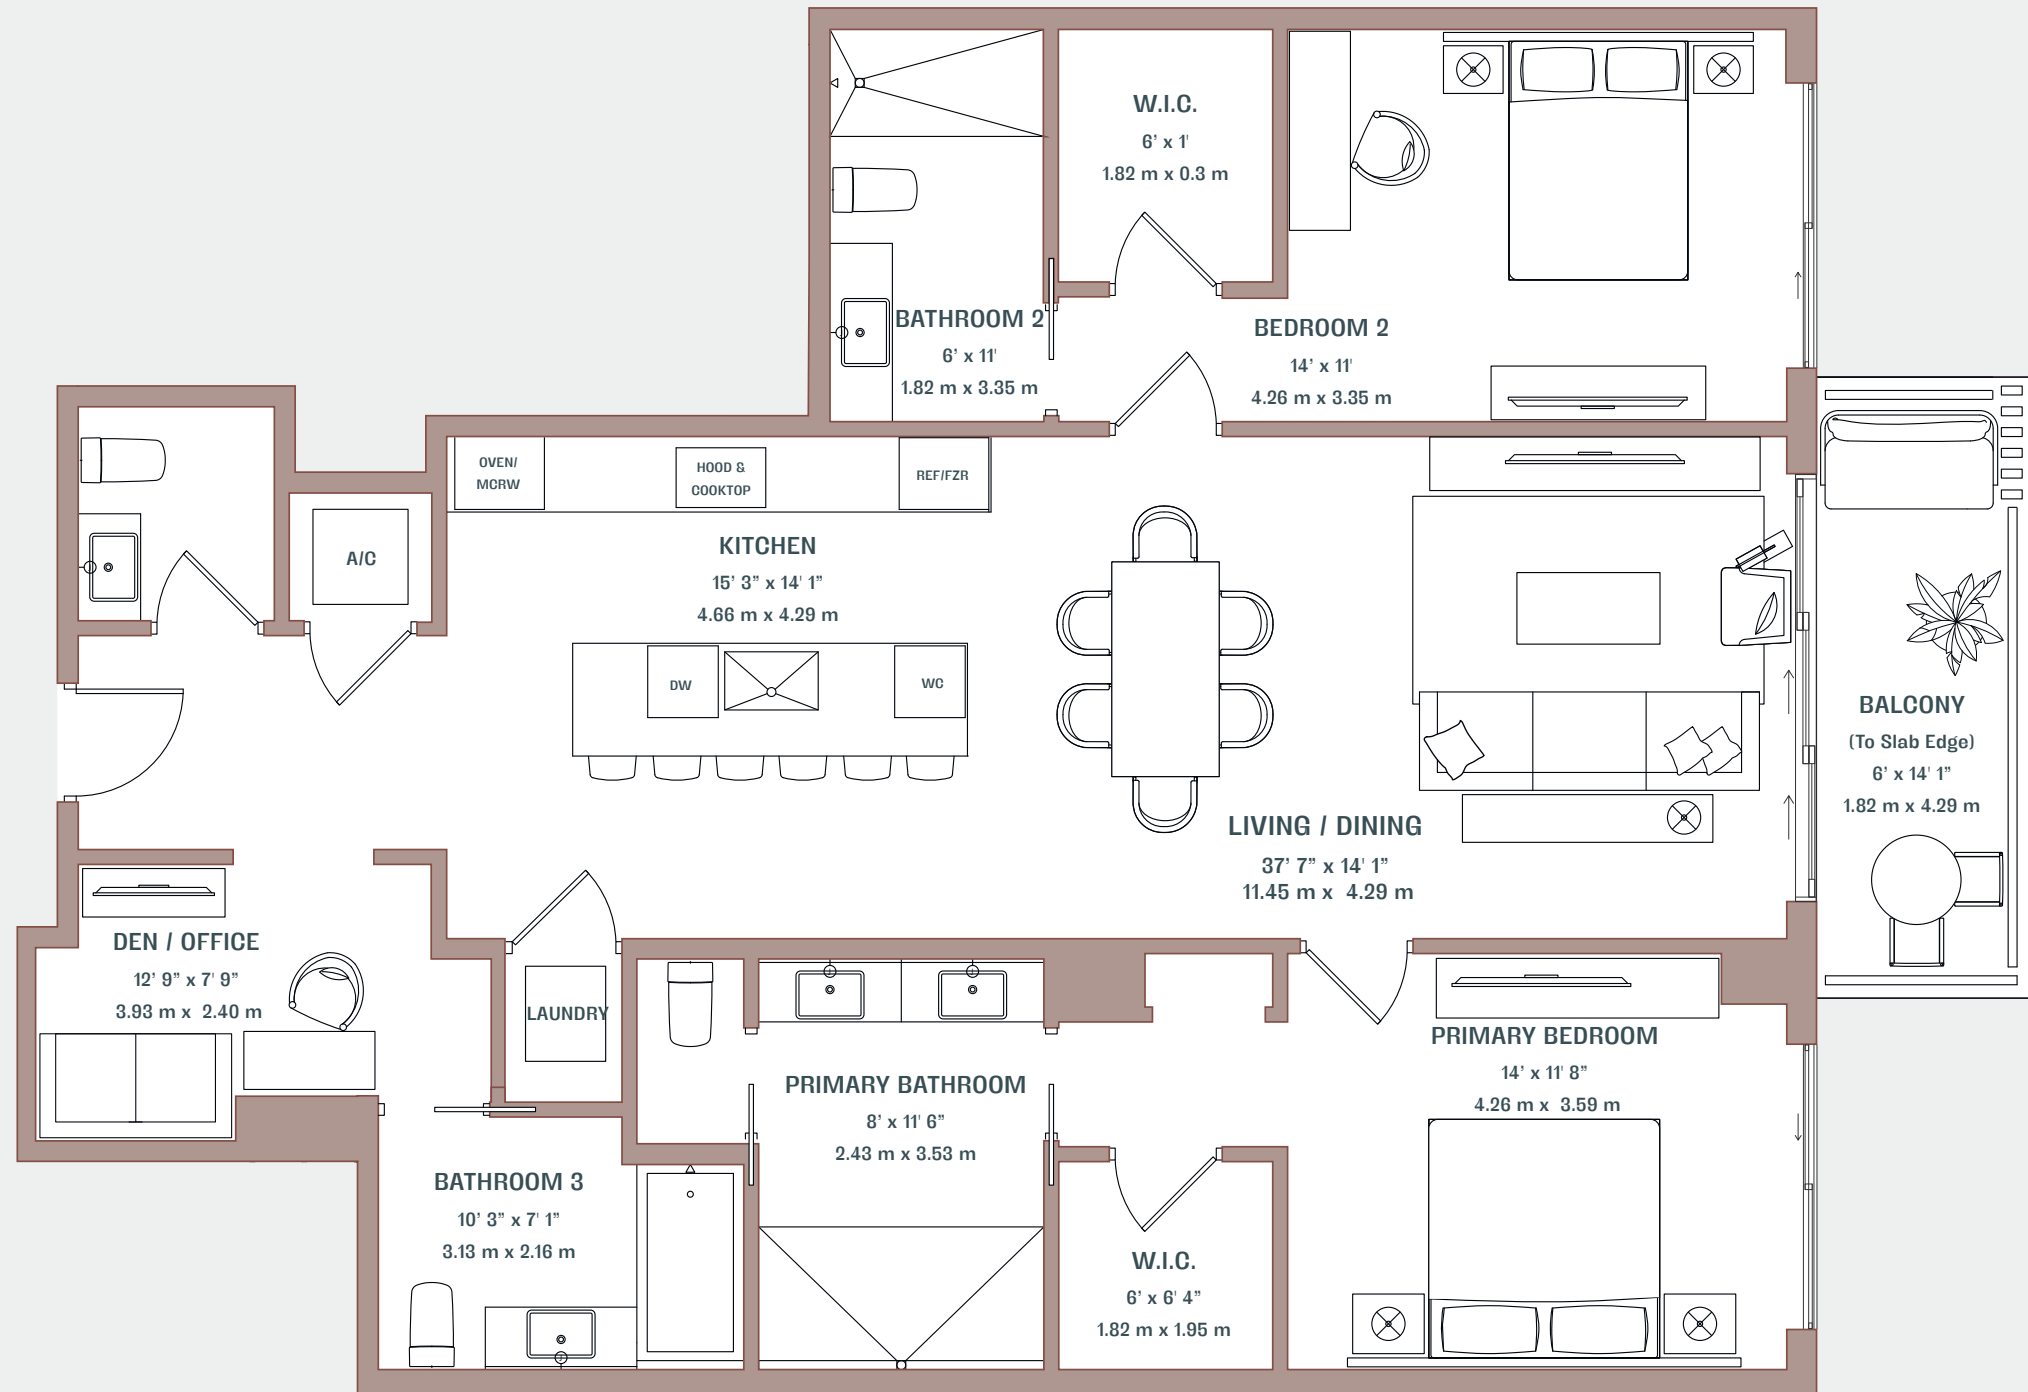 W.I.C.
6’ x 1'
1.82 m x 0.3 m
BATHROOM 2
6’ x 11'
1.82 m x 3.35 m
BEDROOM 2
14’ x 11'
4.26 m x 3.35 m
OVEN/
MCRW
HOOD &
COOKTOP
REF/FZR
A/C
KITCHEN
15’ 3” x 14' 1”
4.66 m x 4.29 m
DW
WC
BALCONY
(To Slab Edge)
6’ x 14' 1”
1.82 m x 4.29 m
LIVING / DINING
37’ 7” x 14' 1”
11.45 m x 4.29 m
DEN / OFFICE
12’ 9” x 7' 9”
3.93 m x 2.40 m
LAUNDRY
PRIMARY BATHROOM
8’ x 11' 6”
2.43 m x 3.53 m
PRIMARY BEDROOM
14’ x 11' 8”
4.26 m x 3.59 m
BATHROOM 3
10’ 3” x 7' 1”
3.13 m x 2.16 m
W.I.C.
6’ x 6' 4”
1.82 m x 1.95 m